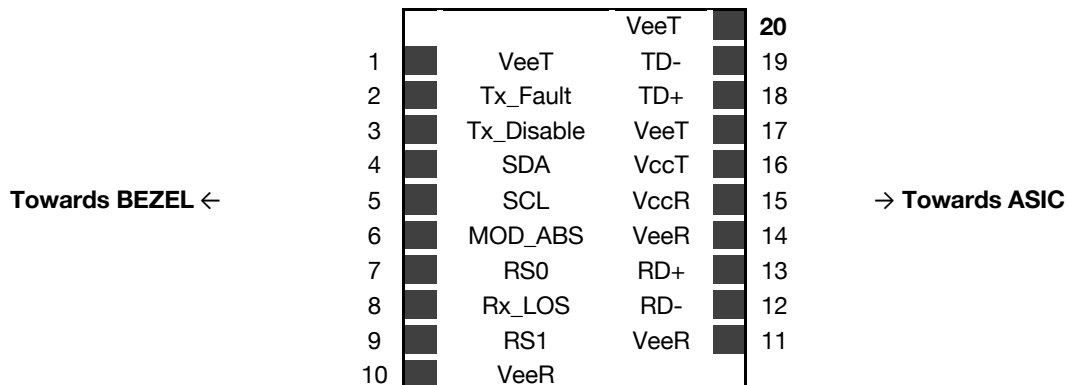 VeeT 20
1 VeeT TD- 19
2 Tx_Fault TD+ 18
3 Tx_Disable VeeT 17
4 SDA VccT 16
Towards BEZEL ← 5 SCL VccR 15 → Towards ASIC
6 MOD_ABS VeeR 14
7 RS0 RD+ 13
8 Rx_LOS RD- 12
9 RS1 VeeR 11
10 VeeR